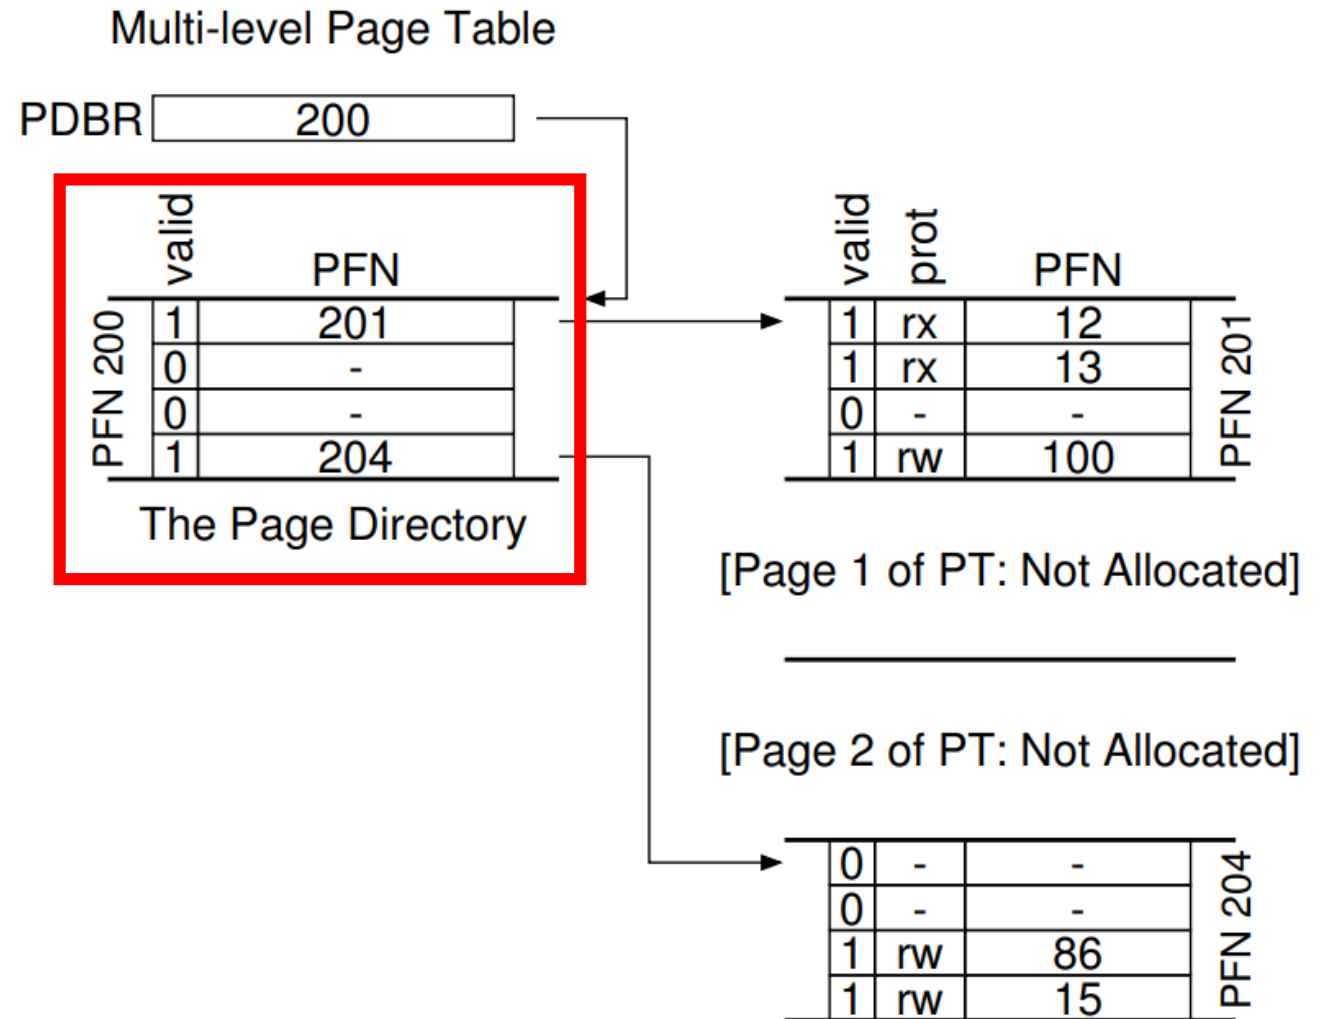 Multi-level Page Table
PDBR 200
valid PFN
PFN 200
1 201
0 -
0 -
1 204
The Page Directory
valid prot PFN
1 rx 12
1 rx 13
0 - -
1 rw 100
PFN 201
[Page 1 of PT: Not Allocated]
[Page 2 of PT: Not Allocated]
0 - -
0 - -
1 rw 86
1 rw 15
PFN 204